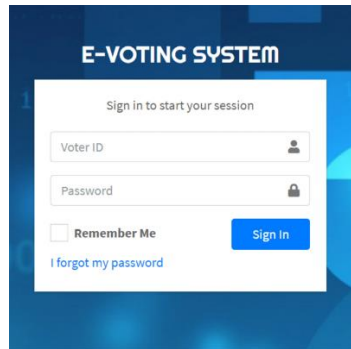 E-VOTING SYSTEM
Sign in to start your session
Voter ID
Password
Remember Me
Sign In
I forgot my password